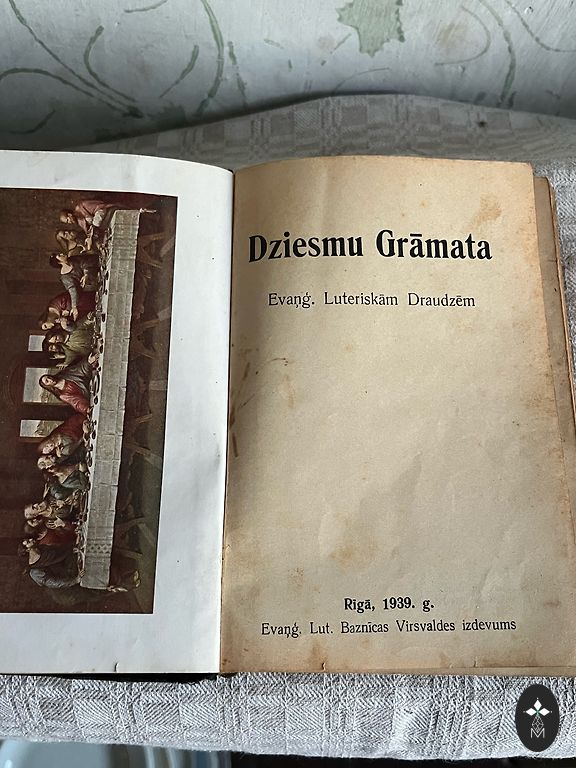 Dziesmu Grāmata
Evaņģ. Luteriskām Draudzēm
Rīgā, 1939. g.
Evaņģ. Lut. Baznīcas Virsvaldes izdevums
M